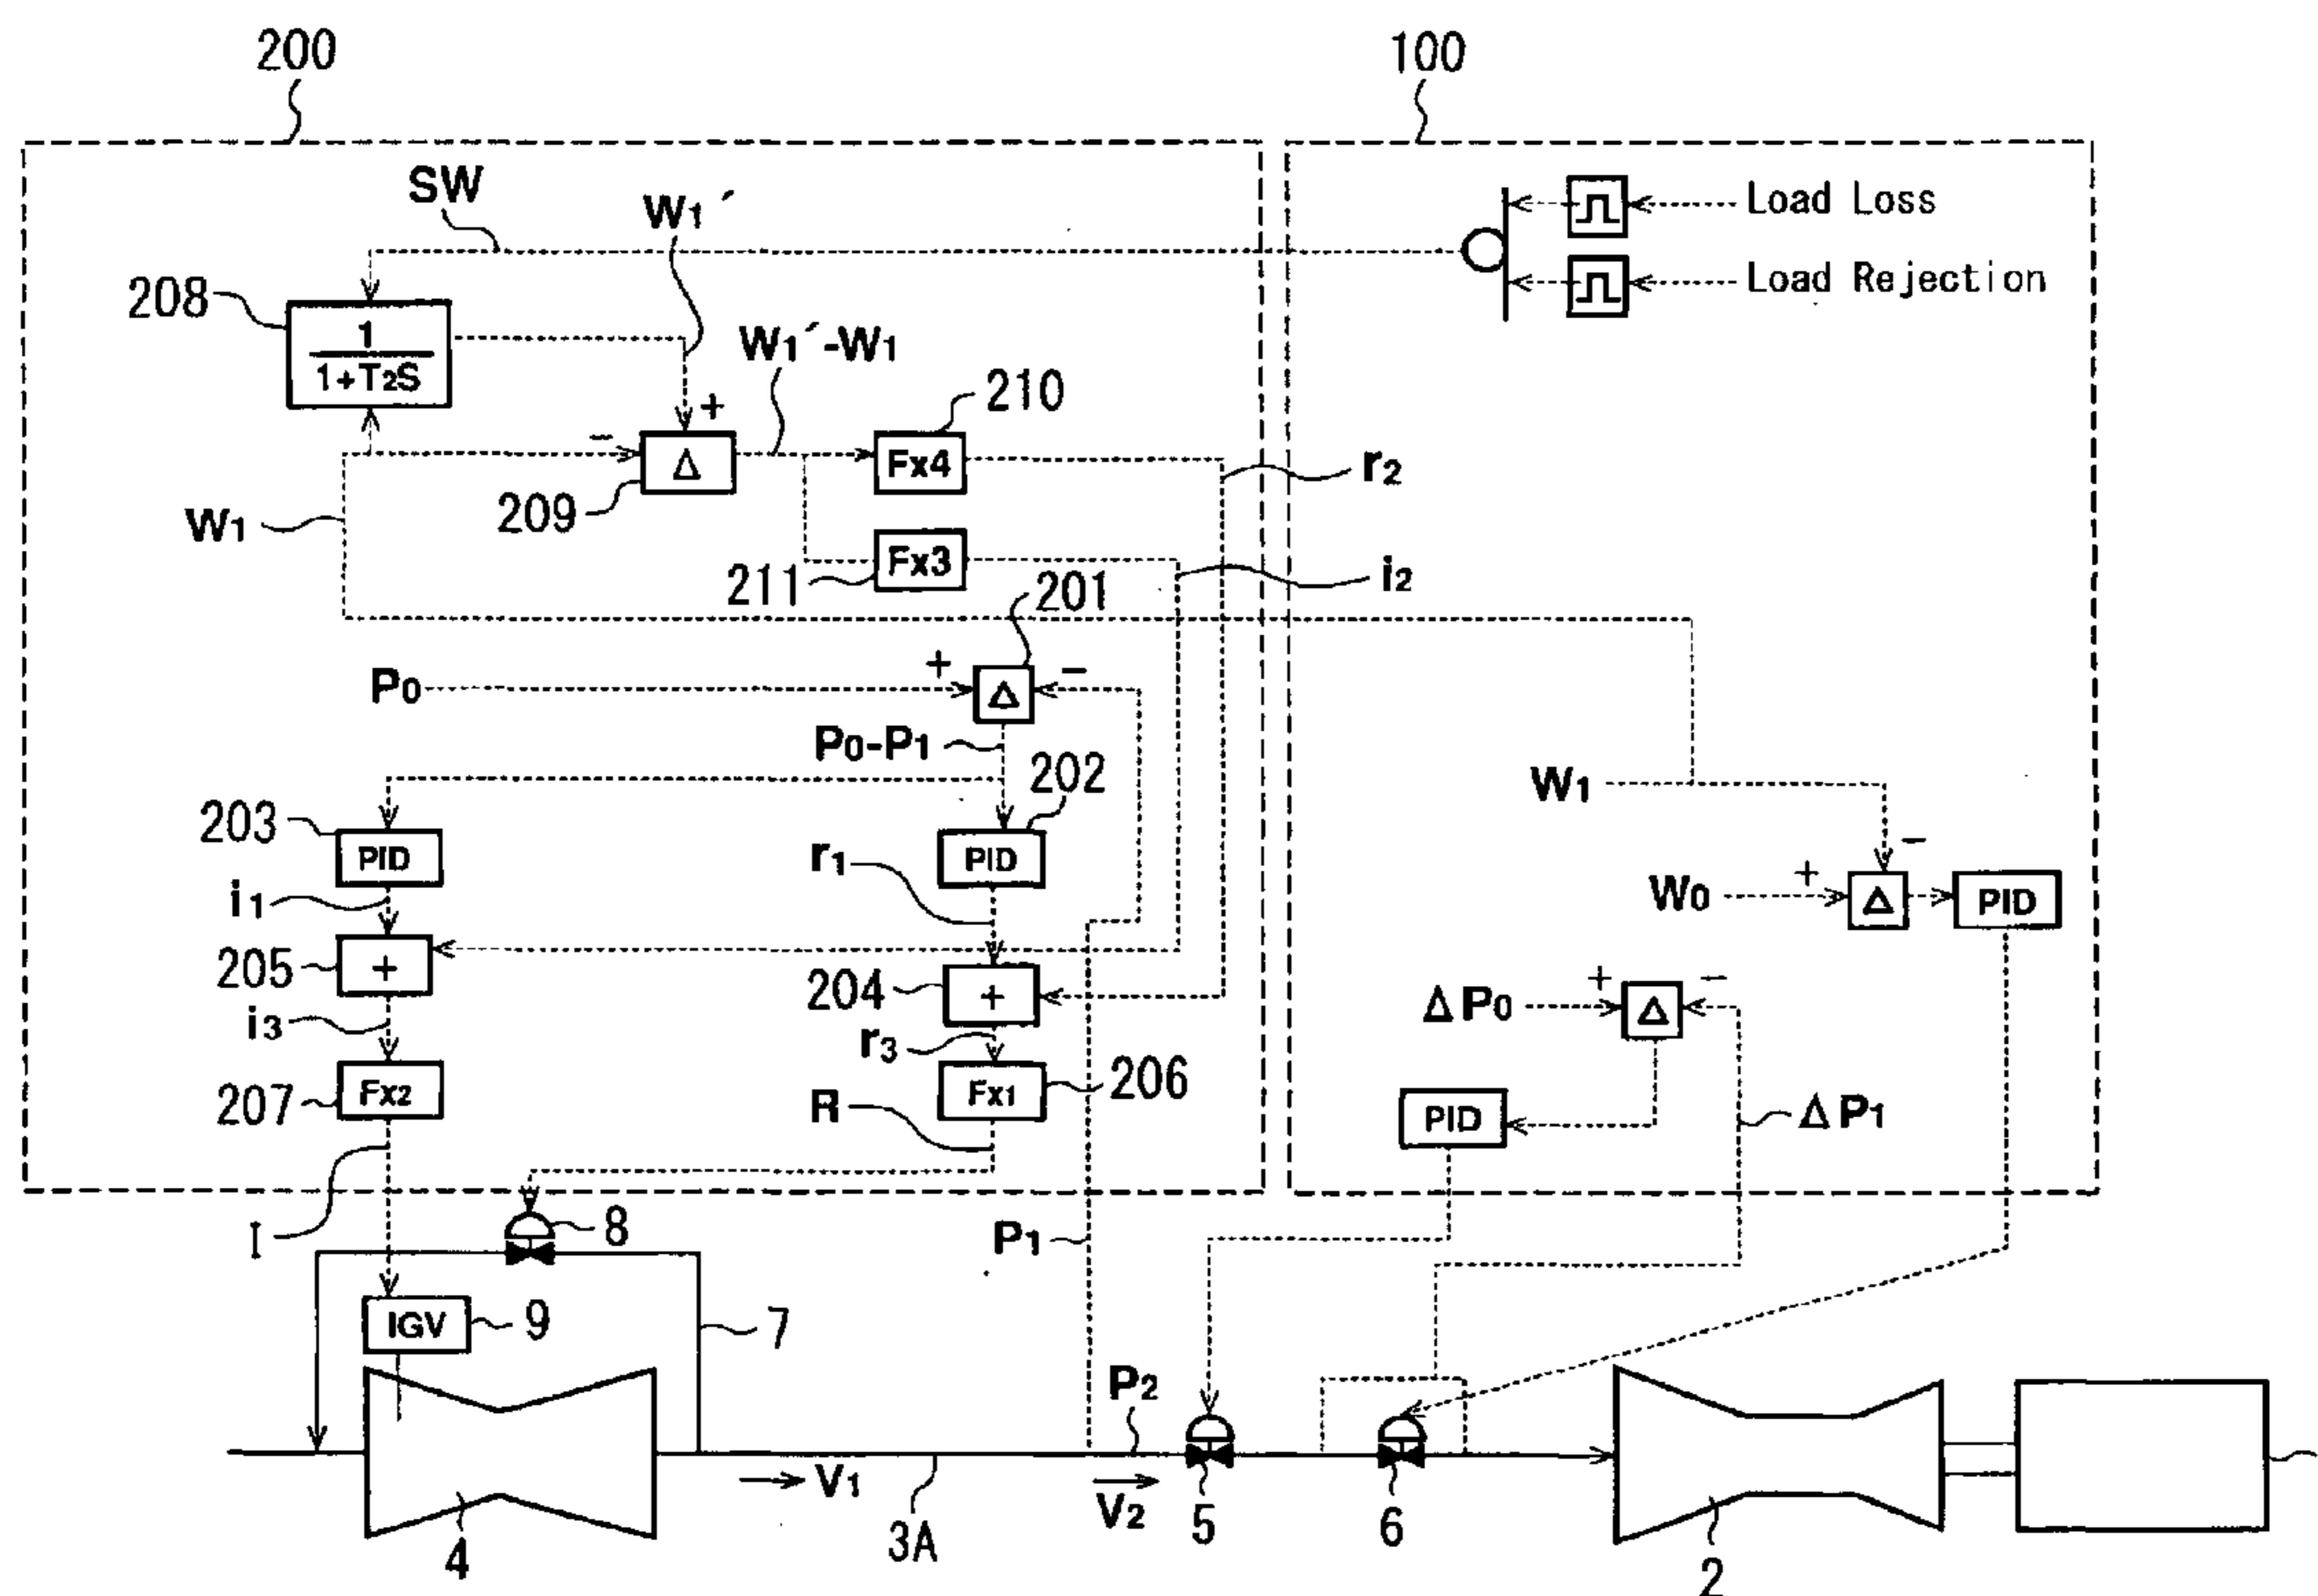 200
100
SW
W1´
Load Loss
Load Rejection
208
1
1+T2S
W1´-W1
+
210
-
Δ
Fx4
209
r2
W1
Fx3
211
i2
201
+
-
P0
Δ
P0-P1
202
203
PID
r1
PID
W1
-
i1
+
W0
Δ
PID
205
+
204
+
+
-
ΔP0
Δ
i3
r3
Fx2
207
Fx1
206
R
PID
ΔP1
I
8
P1
IGV
9
7
P2
V1
V2
5
6
4
3A
2